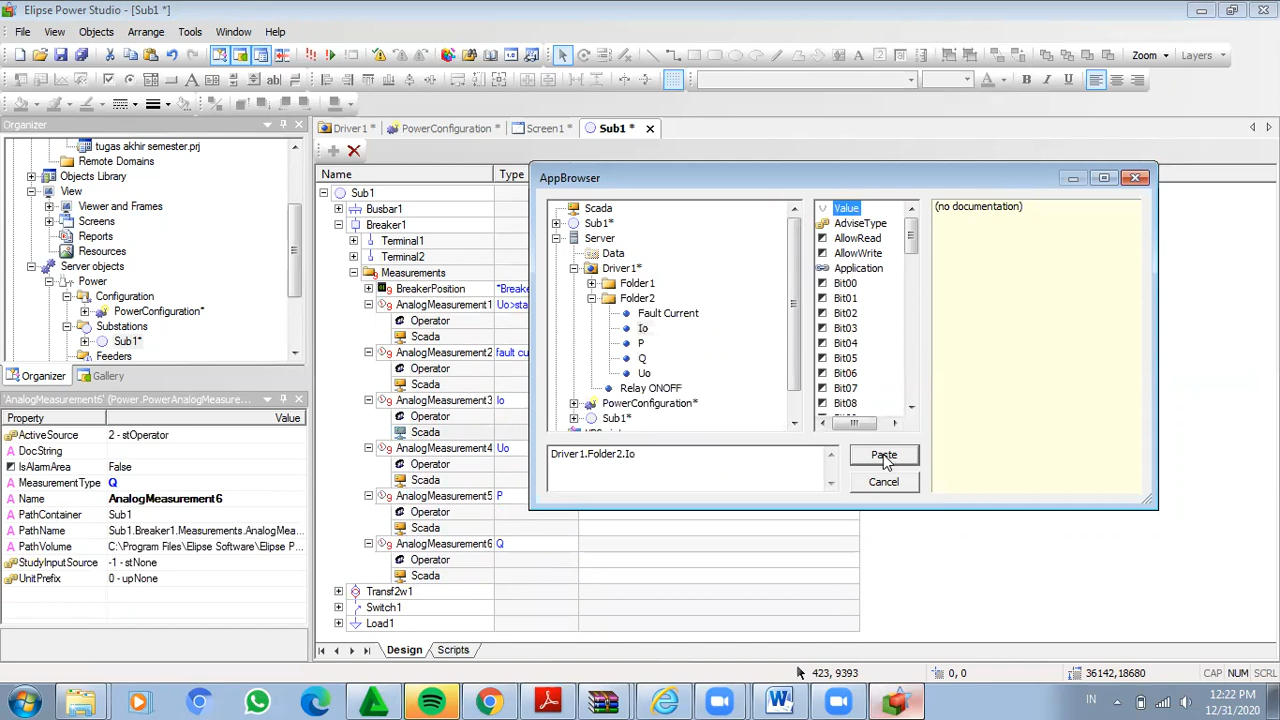 Elipse Power Studio - [Sub1 *]
File View Objects Arrange Tools Window Help
Zoom Layers
Organizer
tugas akhir semester.prj
Remote Domains
Objects Library
View
Viewer and Frames
Screens
Reports
Resources
Server objects
Power
Configuration
PowerConfiguration*
Substations
Sub1*
Feeders
Organizer Gallery
AnalogMeasurement6 (Power.PowerAnalogMeasure...
Property Value
ActiveSource 2 - stOperator
DocString
IsAlarmArea False
MeasurementType Q
Name AnalogMeasurement6
PathContainer Sub1
PathName Sub1.Breaker1.Measurements.AnalogMea...
PathVolume C:\Program Files\Elipse Software\Elipse P...
StudyInputSource -1 - stNone
UnitPrefix 0 - upNone
Driver1 * PowerConfiguration * Screen1 * Sub1 *
Name Type
Sub1
Busbar1
Breaker1
Terminal1
Terminal2
Measurements
BreakerPosition *Breake
AnalogMeasurement1 Uo>sta
Operator
Scada
AnalogMeasurement2 fault cu
Operator
Scada
AnalogMeasurement3 Io
Operator
Scada
AnalogMeasurement4 Uo
Operator
Scada
AnalogMeasurement5 P
Operator
Scada
AnalogMeasurement6 Q
Operator
Scada
Transf2w1
Switch1
Load1
Design Scripts
AppBrowser
Scada
Sub1*
Server
Data
Driver1*
Folder1
Folder2
Fault Current
Io
P
Q
Uo
Relay ONOFF
PowerConfiguration*
Sub1*
Value
AdviseType
AllowRead
AllowWrite
Application
Bit00
Bit01
Bit02
Bit03
Bit04
Bit05
Bit06
Bit07
Bit08
(no documentation)
Driver1.Folder2.Io
Paste
Cancel
423, 9393 0, 0 36142,18680 CAP NUM SCRL
IN 12:22 PM
12/31/2020